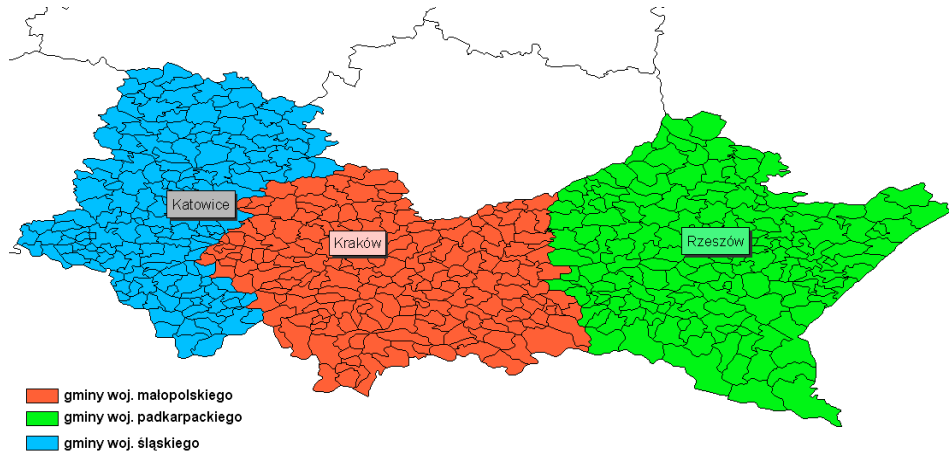 Katowice
Kraków
Rzeszów
gminy woj. małopolskiego
gminy woj. padkarpackiego
gminy woj. śląskiego